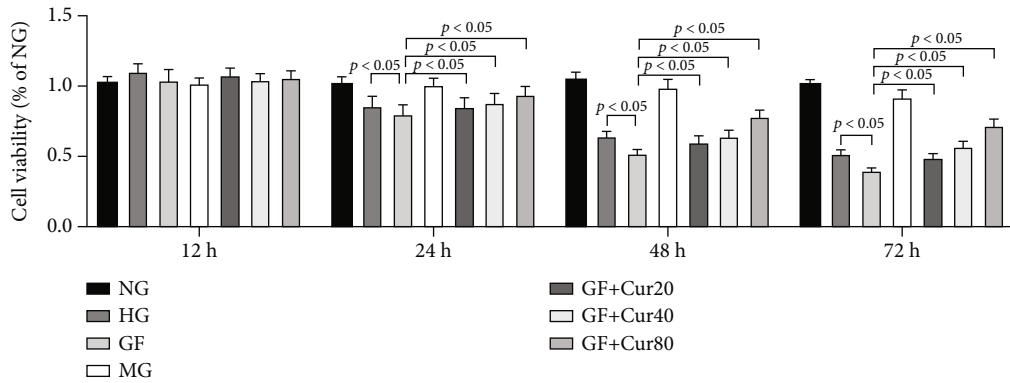 Cell viability (% of NG)
1.5
1.0
0.5
0.0
p < 0.05
p < 0.05
p < 0.05
p < 0.05
p < 0.05
p < 0.05
p < 0.05
p < 0.05
p < 0.05
p < 0.05
p < 0.05
p < 0.05
12 h
24 h
48 h
72 h
NG
HG
GF
MG
GF+Cur20
GF+Cur40
GF+Cur80